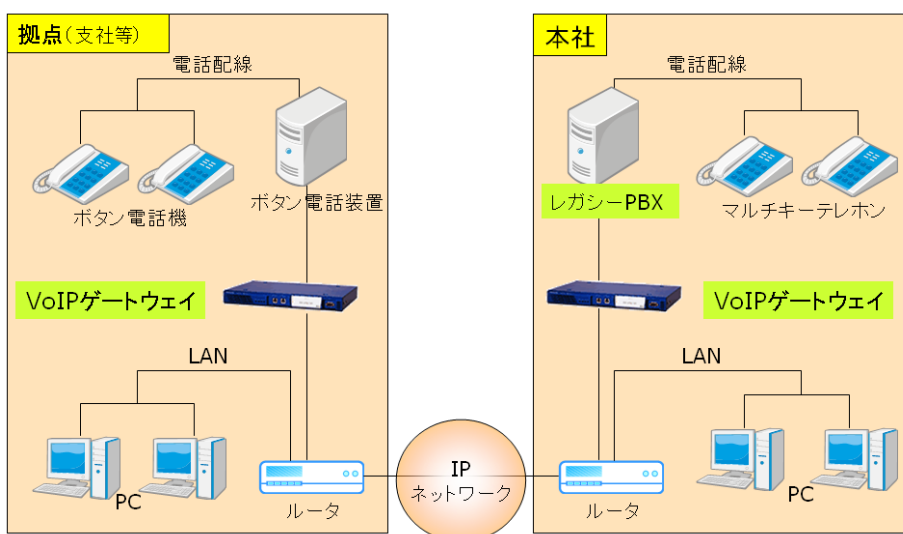 拠点(支社等)
電話配線
ボタン電話機
ボタン電話装置
VoIPゲートウェイ
LAN
PC
ルータ
IP
ネットワーク
本社
電話配線
レガシーPBX
マルチキーテレホン
VoIPゲートウェイ
LAN
PC
ルータ